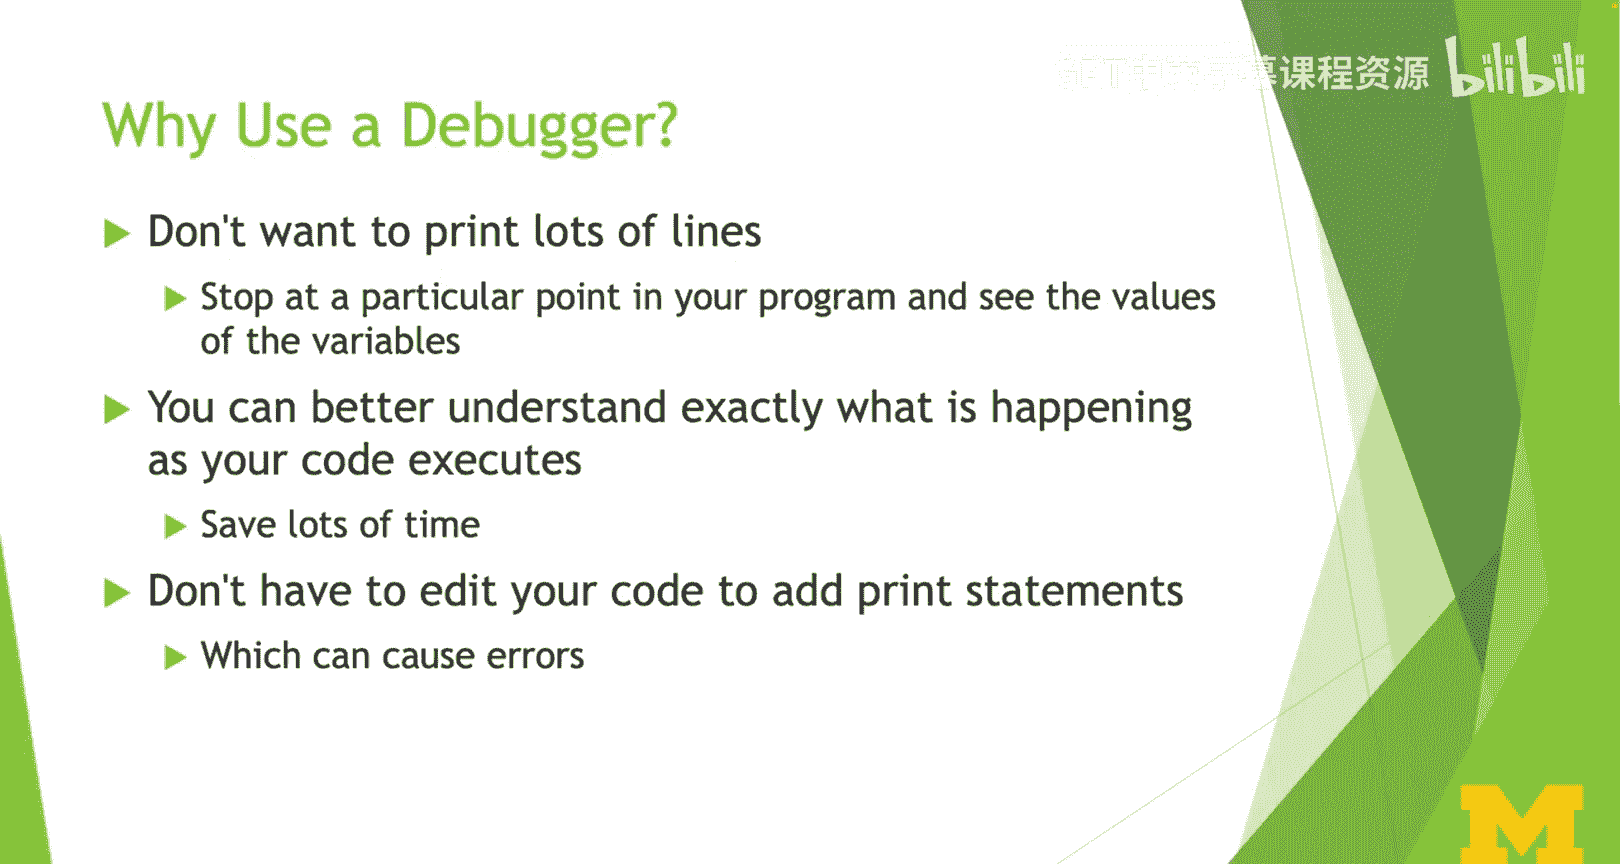 课程资源 bilibili
Why Use a Debugger?
Don't want to print lots of lines
Stop at a particular point in your program and see the values
of the variables
You can better understand exactly what is happening
as your code executes
Save lots of time
Don't have to edit your code to add print statements
Which can cause errors
M